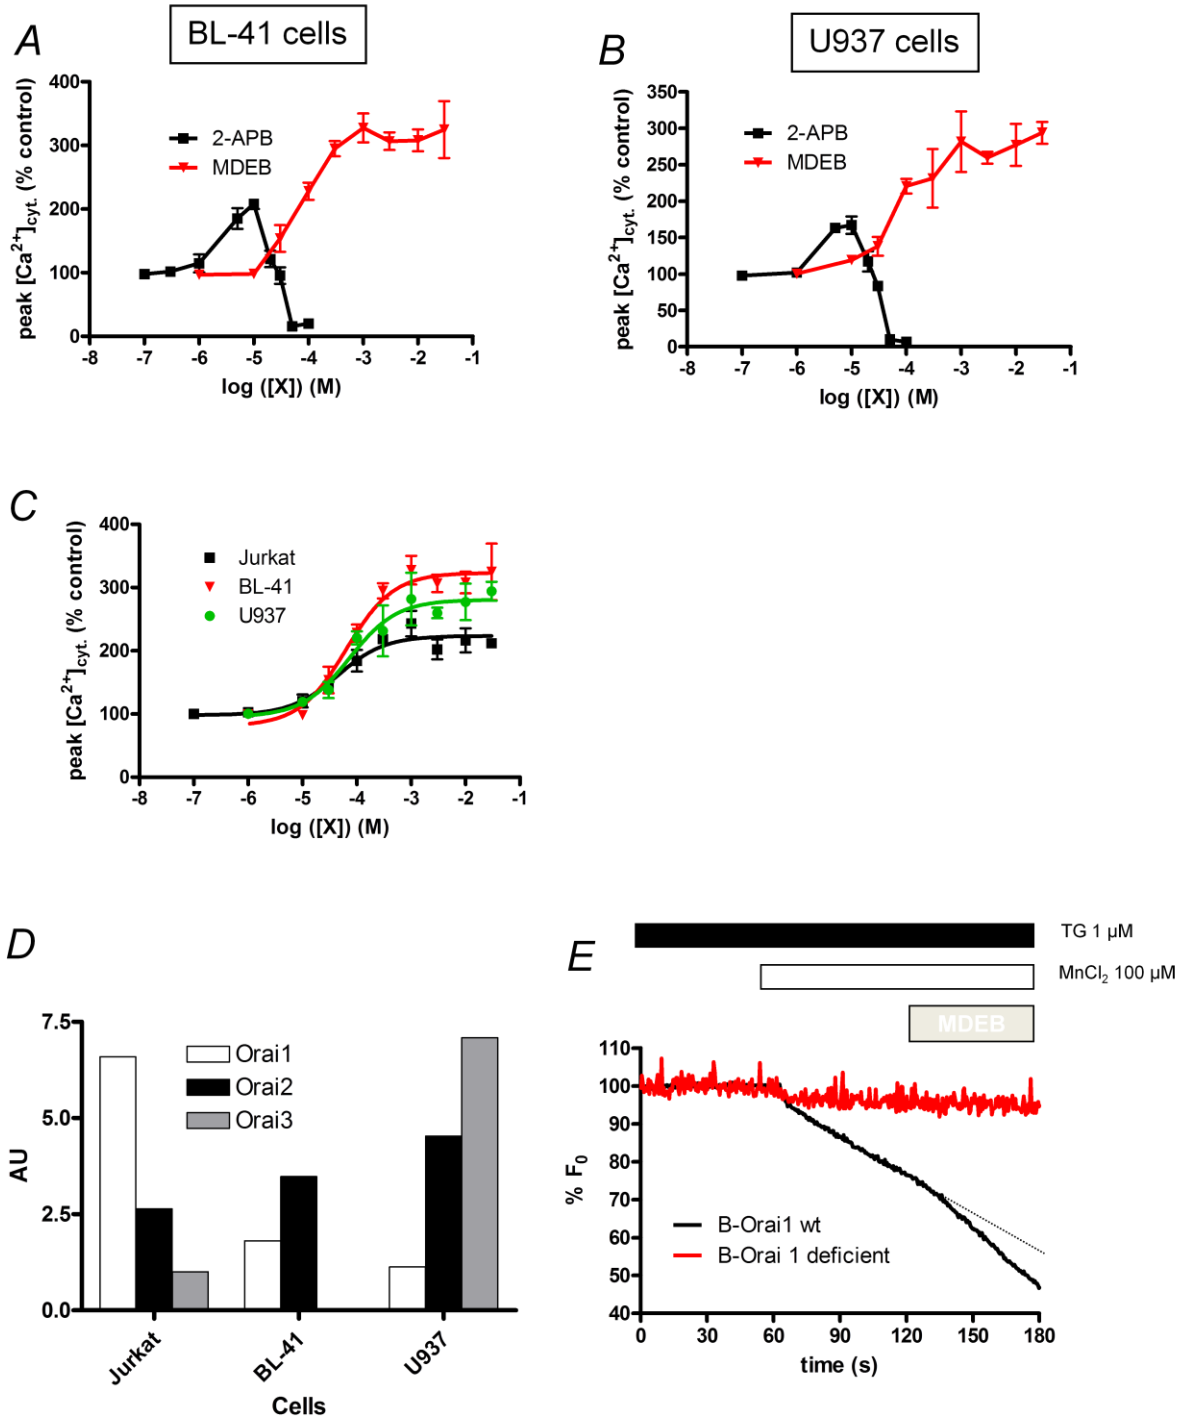 A
BL-41 cells
peak [Ca2+]cyt. (% control)
400
300
200
100
0
2-APB
MDEB
-8 -7 -6 -5 -4 -3 -2 -1
log ([X]) (M)
B
U937 cells
peak [Ca2+]cyt. (% control)
350
300
250
200
150
100
50
0
2-APB
MDEB
-8 -7 -6 -5 -4 -3 -2 -1
log ([X]) (M)
C
peak [Ca2+]cyt. (% control)
400
300
200
100
0
Jurkat
BL-41
U937
-8 -7 -6 -5 -4 -3 -2 -1
log ([X]) (M)
D
AU
7.5
5.0
2.5
0.0
Orai1
Orai2
Orai3
Jurkat BL-41 U937
Cells
E
TG 1 µM
MnCl2 100 µM
MDEB
% F0
110
100
90
80
70
60
50
40
B-Orai1 wt
B-Orai 1 deficient
0 30 60 90 120 150 180
time (s)